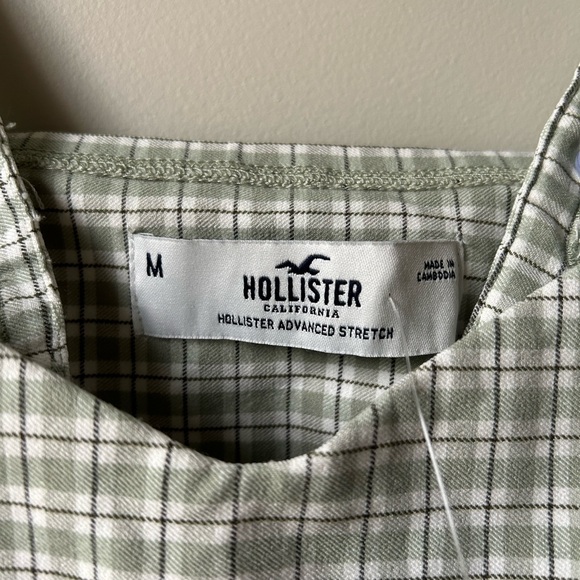 M
HOLLISTER
CALIFORNIA
HOLLISTER ADVANCED STRETCH
MADE IN
CAMBODIA